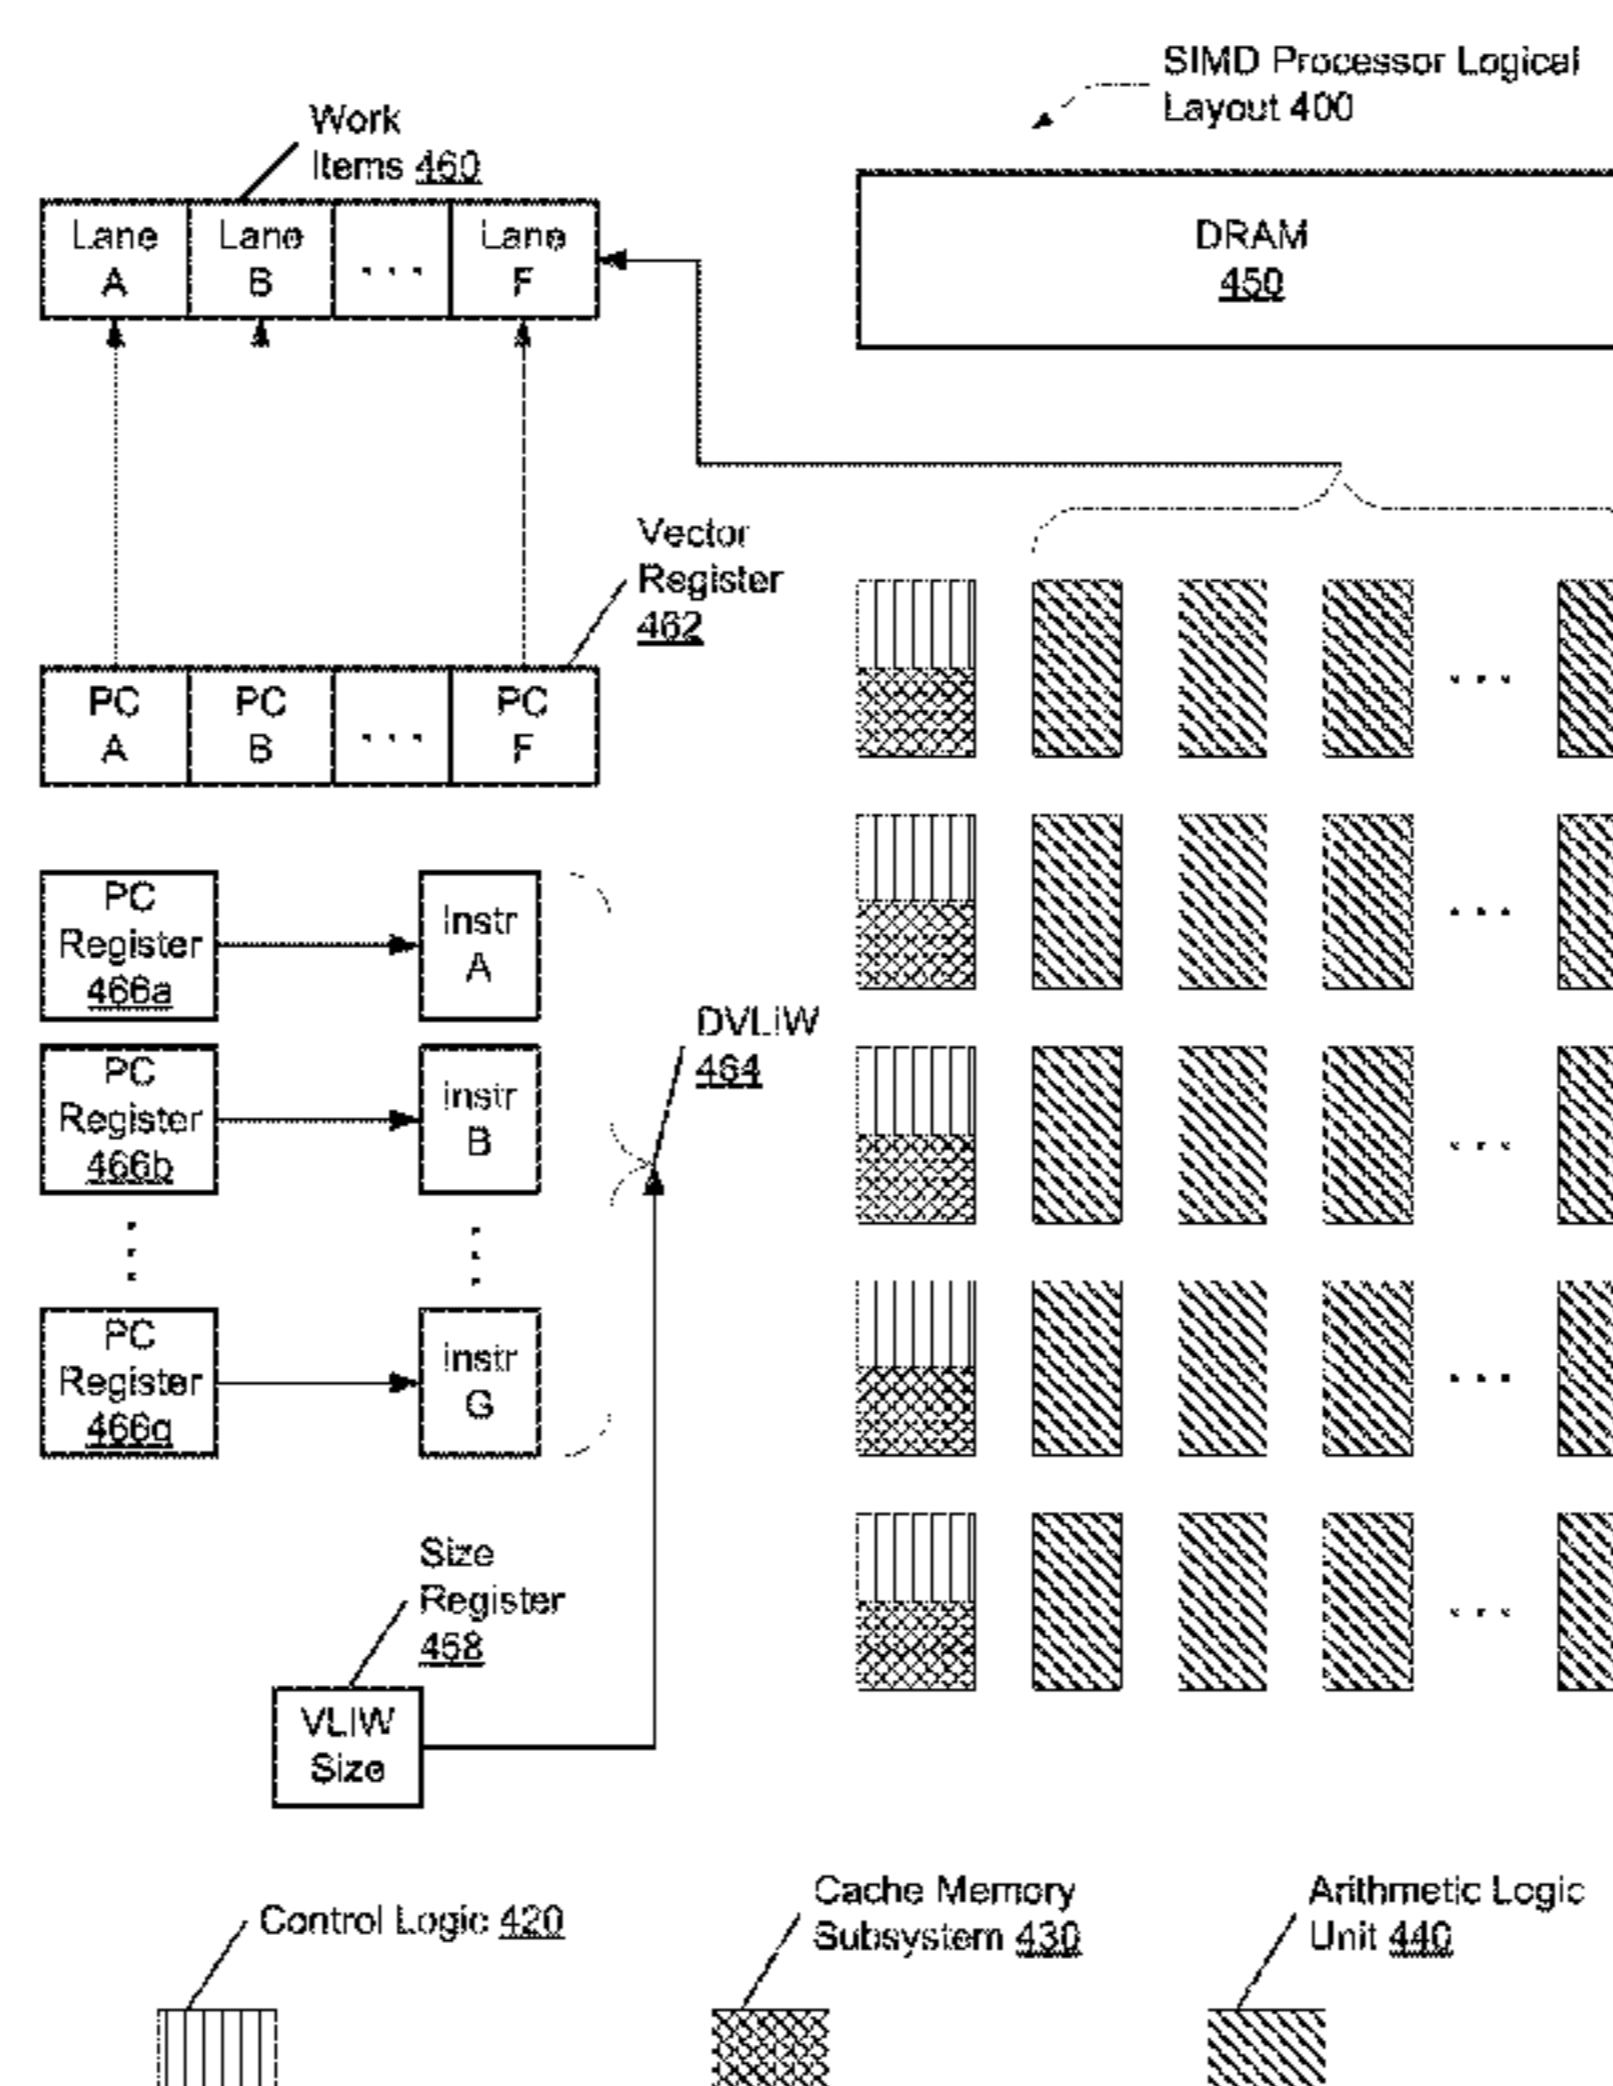 SIMD Processor Logical
Layout 400
Work
Items 460
Lane
A
Lane
B
. . .
Lane
F
DRAM
450
Vector
Register
462
PC
A
PC
B
. . .
PC
F
. . .
PC
Register
466a
Instr
A
. . .
DVLIW
464
PC
Register
466b
Instr
B
. . .
. . .
. . .
PC
Register
466g
Instr
G
. . .
Size
Register
468
. . .
VLIW
Size
Control Logic 420
Cache Memory
Subsystem 430
Arithmetic Logic
Unit 440